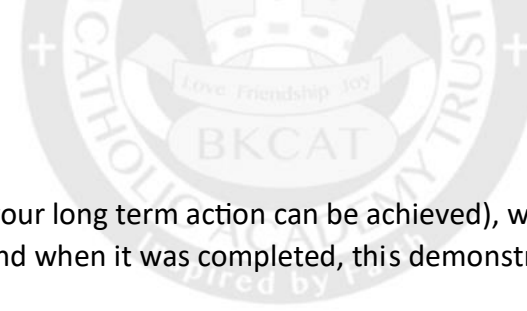 CATHOLIC ACADEMY TRUST
Love Friendship Joy
BKCAT
our long term action can be achieved), w
nd when it was completed, this demonstr
Inspired by Faith